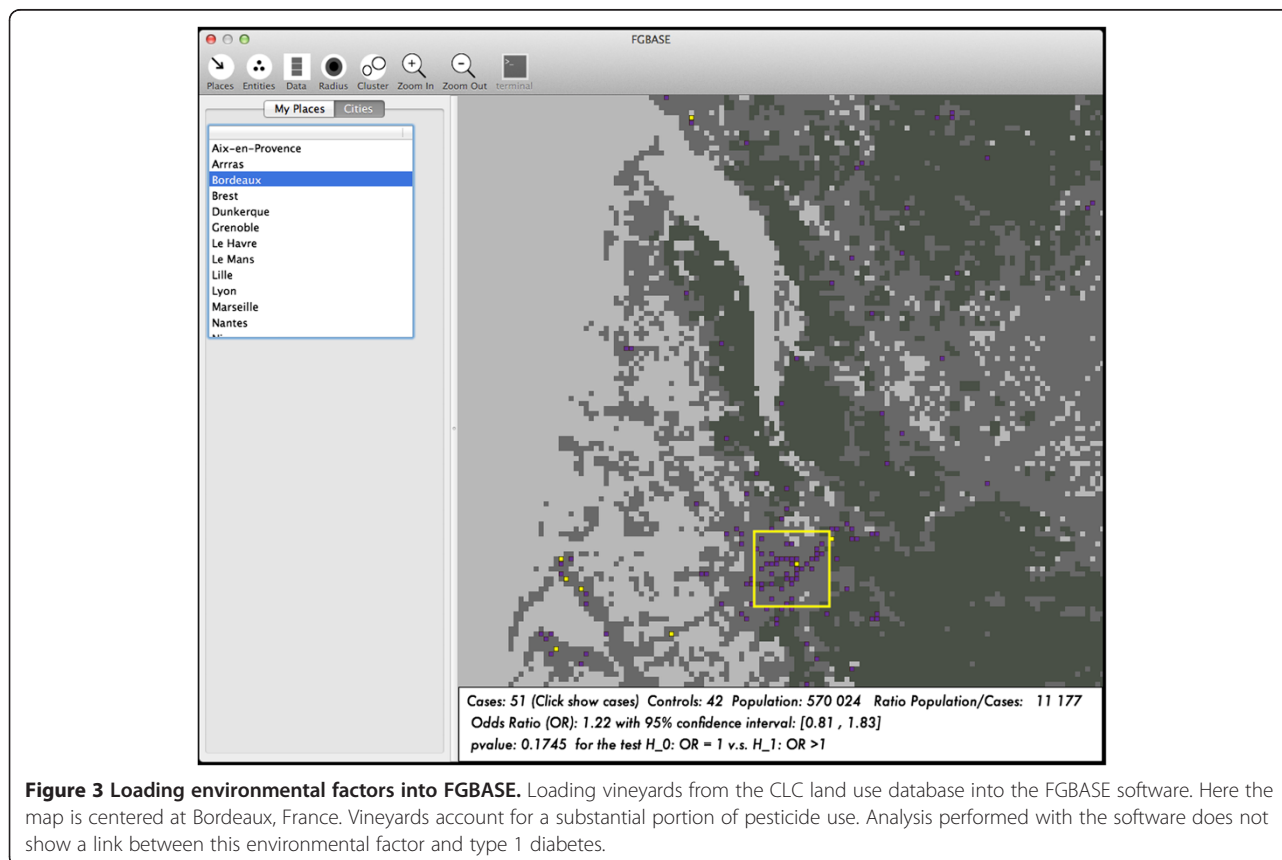 FGBASE
Places Entities Data Radius Cluster Zoom In Zoom Out terminal
My Places Cities
Aix-en-Provence
Arrras
Bordeaux
Brest
Dunkerque
Grenoble
Le Havre
Le Mans
Lille
Lyon
Marseille
Nantes
Cases: 51 (Click show cases) Controls: 42 Population: 570 024 Ratio Population/Cases: 11 177
Odds Ratio (OR): 1.22 with 95% confidence interval: [0.81 , 1.83]
pvalue: 0.1745 for the test H_0: OR = 1 v.s. H_1: OR >1
Figure 3 Loading environmental factors into FGBASE. Loading vineyards from the CLC land use database into the FGBASE software. Here the
map is centered at Bordeaux, France. Vineyards account for a substantial portion of pesticide use. Analysis performed with the software does not
show a link between this environmental factor and type 1 diabetes.